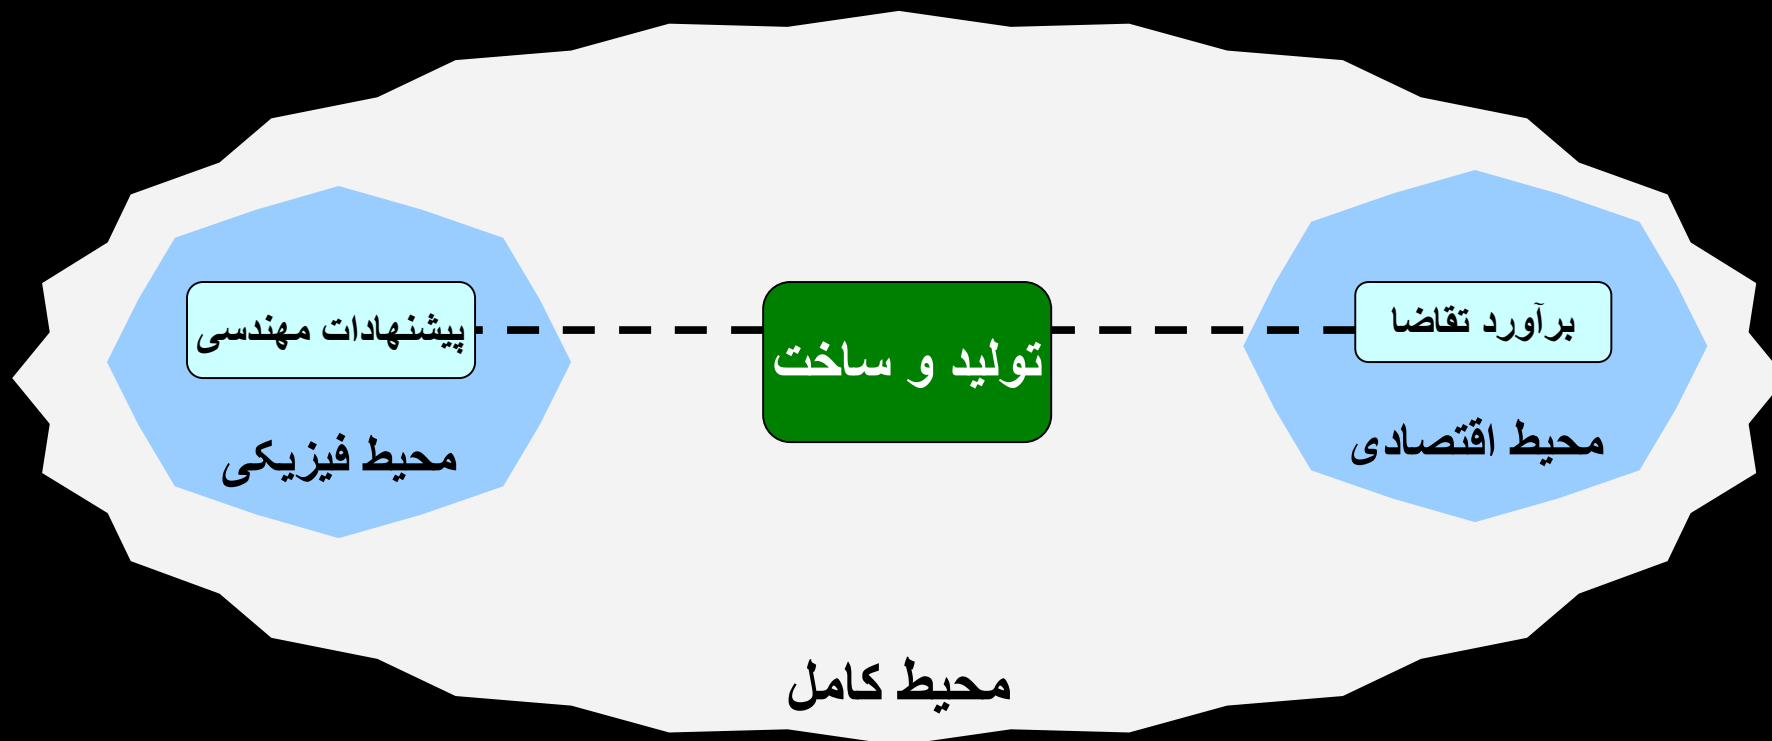 برآورد تقاضا
محیط اقتصادی
تولید و ساخت
پیشنهادات مهندسی
محیط فیزیکی
محیط کامل